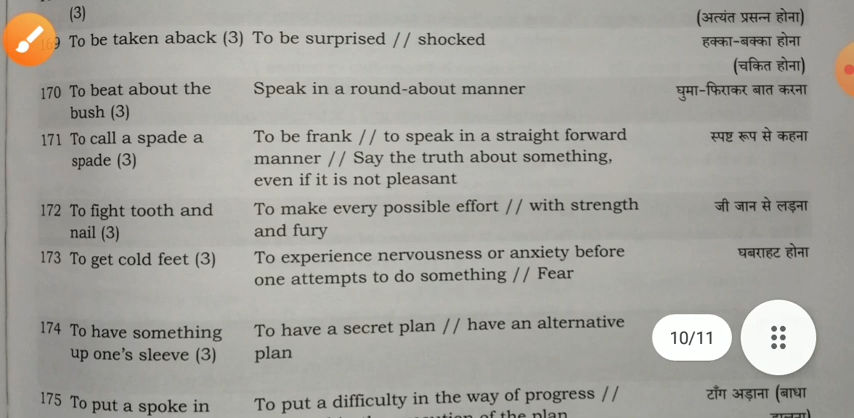 (3) (अत्यंत प्रसन्न होना)
169 To be taken aback (3) To be surprised // shocked हक्का-बक्का होना
(चकित होना)
170 To beat about the Speak in a round-about manner घुमा-फिराकर बात करना
bush (3)
171 To call a spade a To be frank // to speak in a straight forward स्पष्ट रूप से कहना
spade (3) manner // Say the truth about something,
even if it is not pleasant
172 To fight tooth and To make every possible effort // with strength जी जान से लड़ना
nail (3) and fury
173 To get cold feet (3) To experience nervousness or anxiety before घबराहट होना
one attempts to do something // Fear
174 To have something To have a secret plan // have an alternative
up one's sleeve (3) plan
10/11
175 To put a spoke in To put a difficulty in the way of progress // टाँग अड़ाना (बाधा
of the plan